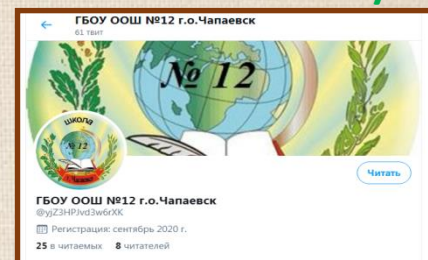 ГБОУ ООШ №12 г.о.Чапаевск
61 твит
№ 12
ШКОЛА
№ 12
г. Чапаевск
Читать
ГБОУ ООШ №12 г.о.Чапаевск
@yjZ3HPJvd3w6rXK
Регистрация: сентябрь 2020 г.
25 в читаемых 8 читателей